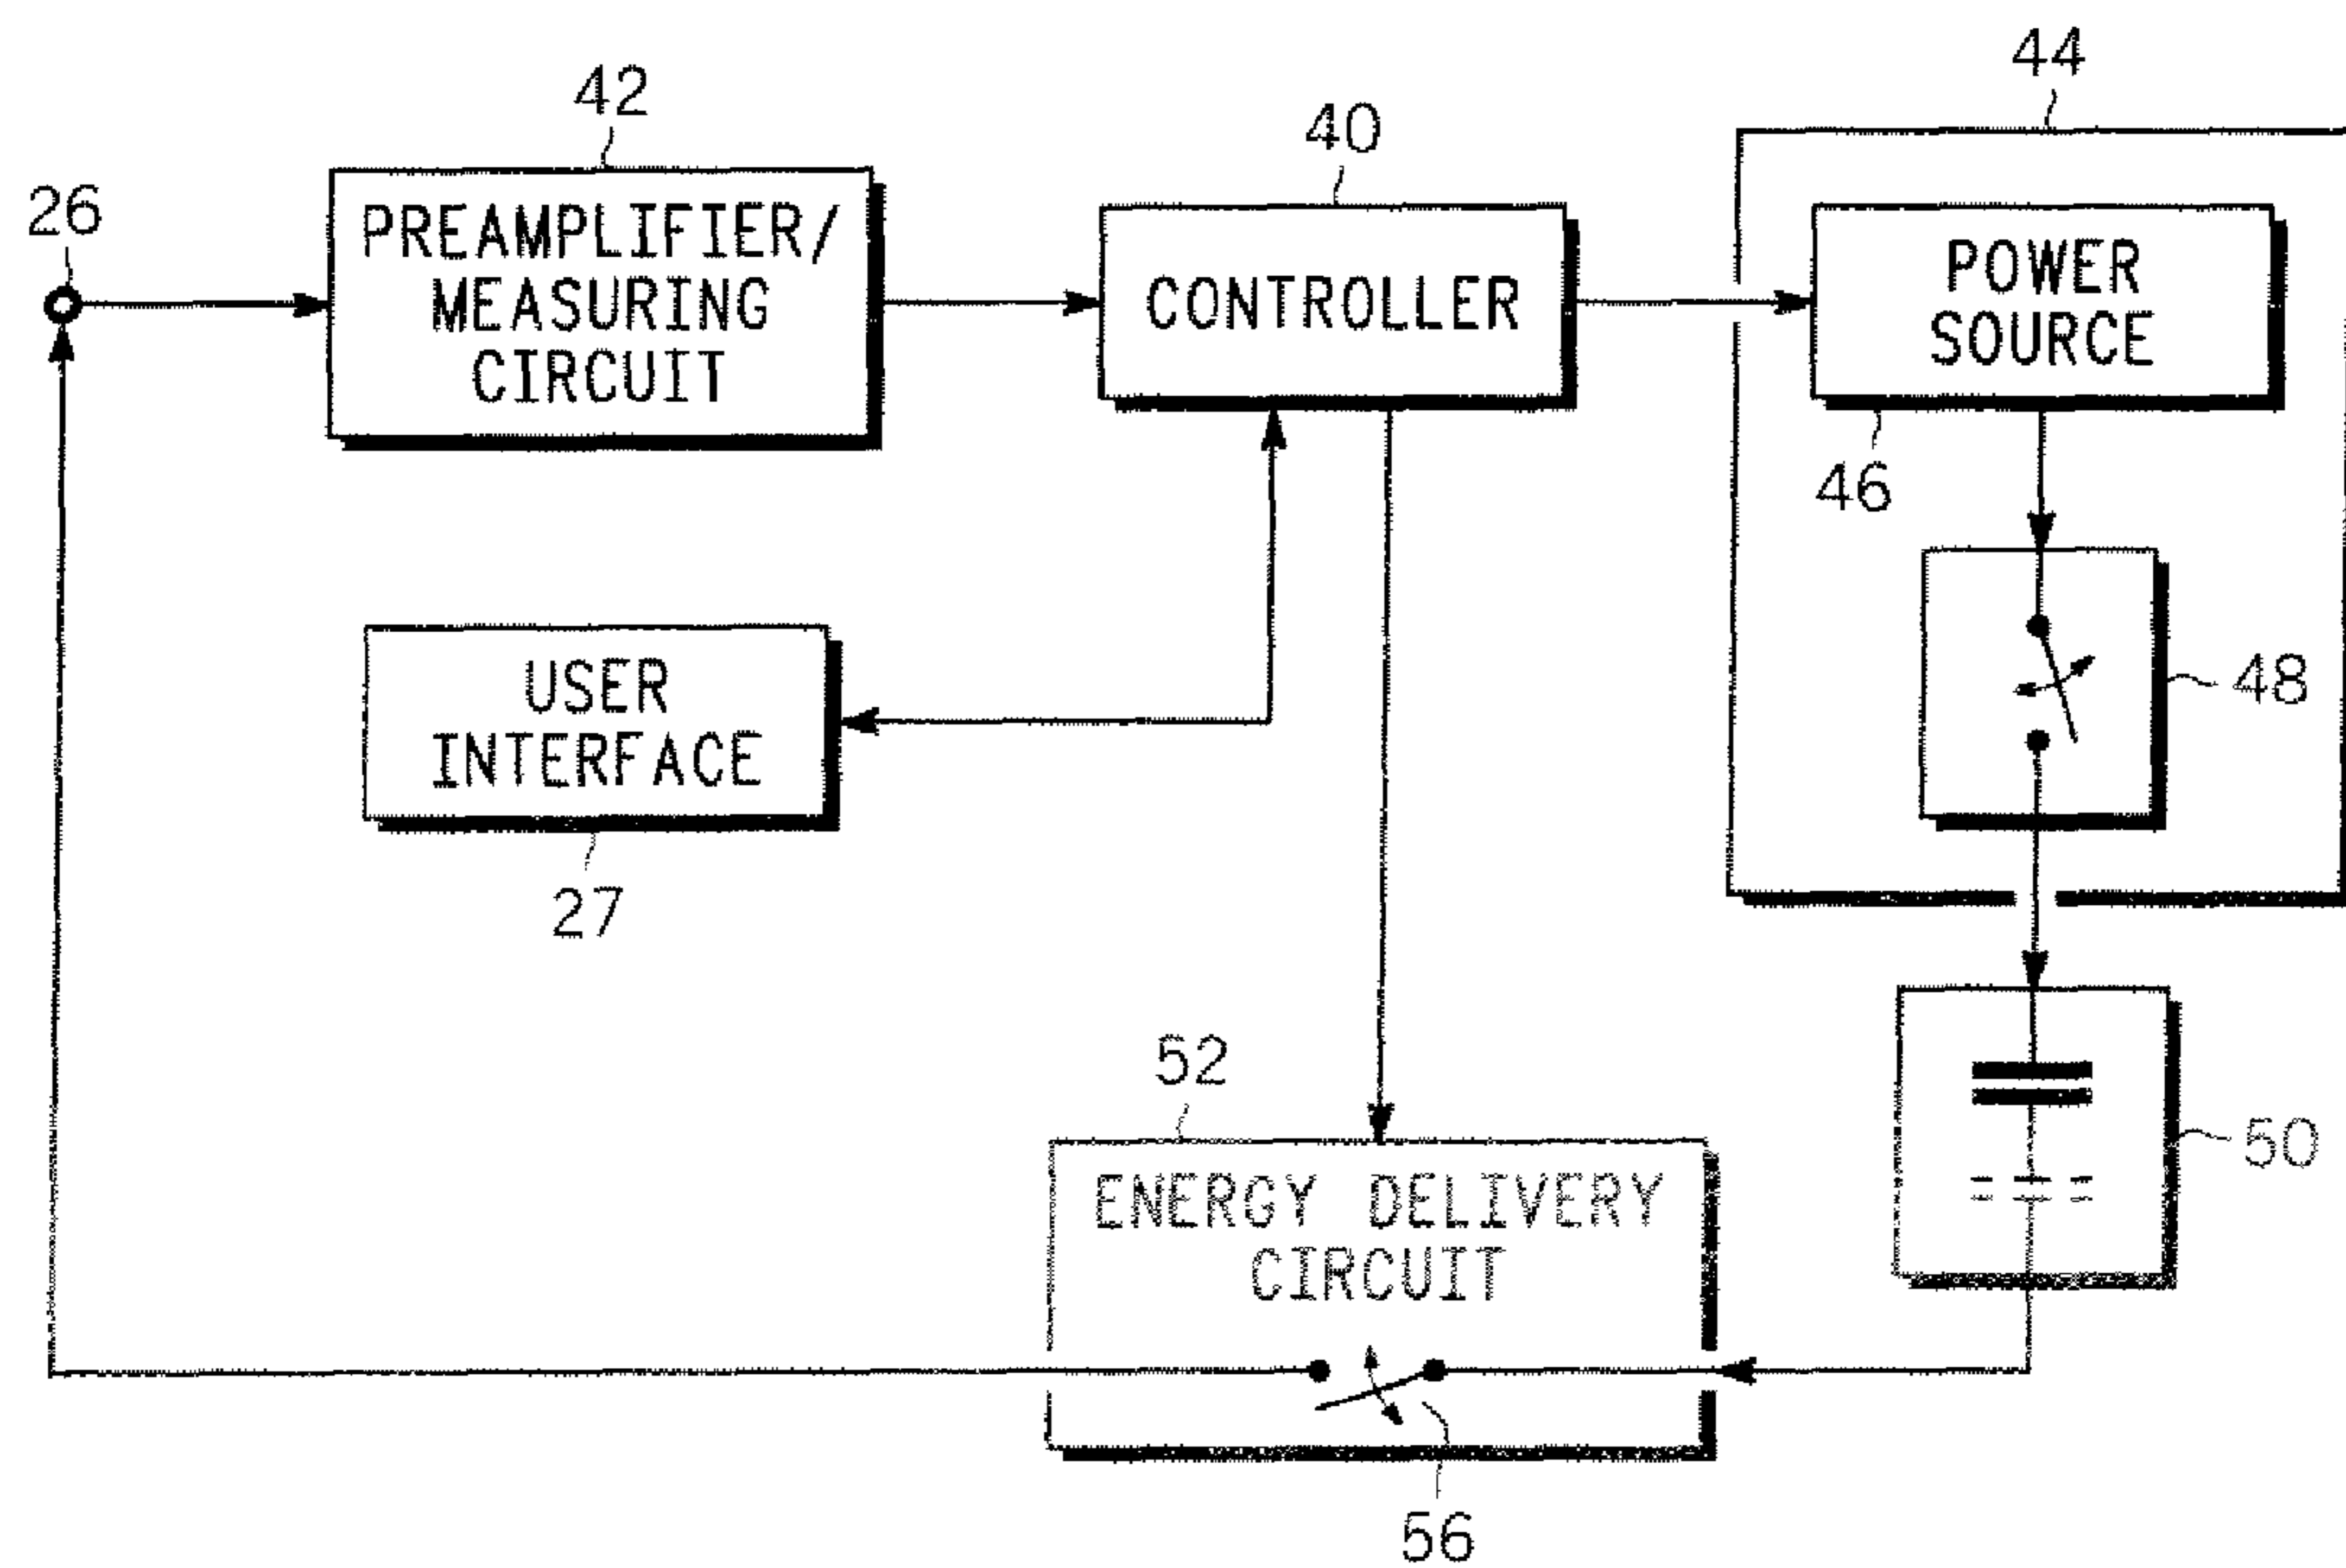 44
42
40
26
PREAMPLIFIER/
MEASURING
CIRCUIT
CONTROLLER
POWER
SOURCE
46
USER
INTERFACE
48
27
52
50
ENERGY DELIVERY
CIRCUIT
56